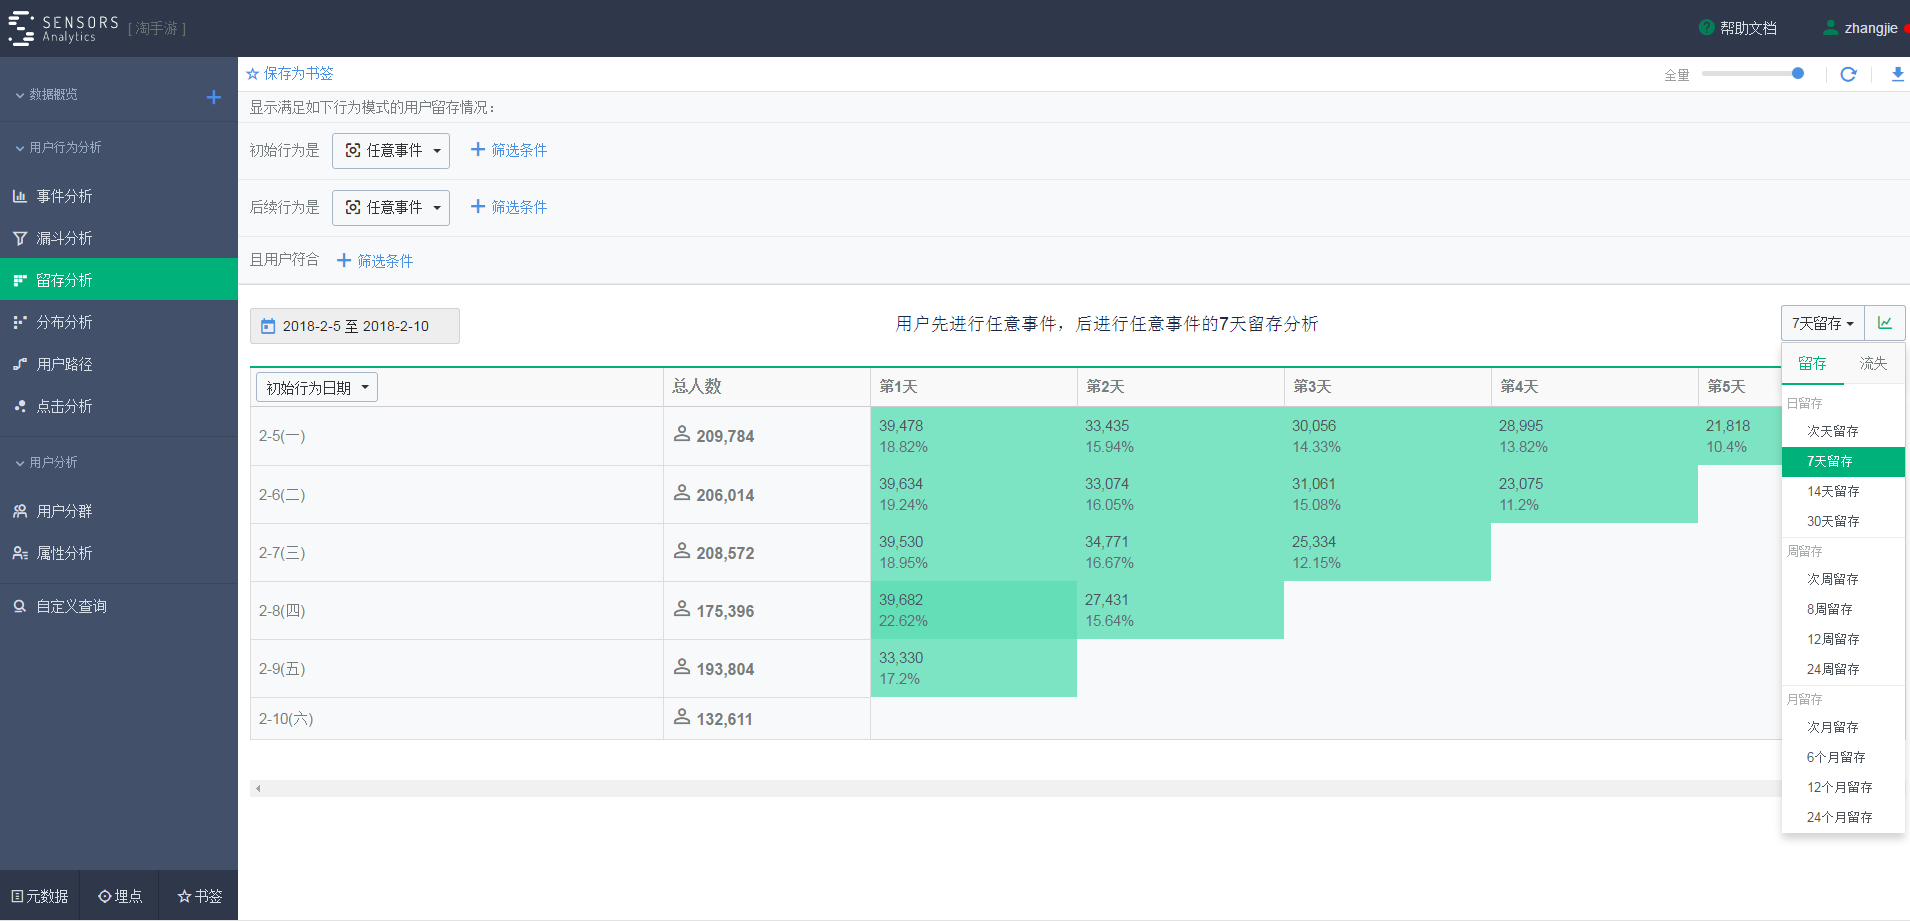 SENSORS
Analytics
[ 淘手游 ]
帮助文档
zhangjie
数据概览
用户行为分析
事件分析
漏斗分析
留存分析
分布分析
用户路径
点击分析
用户分析
用户分群
属性分析
自定义查询
元数据
埋点
书签
保存为书签
全量
显示满足如下行为模式的用户留存情况：
初始行为是 任意事件 筛选条件
后续行为是 任意事件 筛选条件
且用户符合 筛选条件
2018-2-5 至 2018-2-10
用户先进行任意事件，后进行任意事件的7天留存分析
7天留存
初始行为日期 总人数 第1天 第2天 第3天 第4天 第5天
2-5(一) 209,784
39,478 33,435 30,056 28,995 21,818
18.82% 15.94% 14.33% 13.82% 10.4%
2-6(二) 206,014
39,634 33,074 31,061 23,075
19.24% 16.05% 15.08% 11.2%
2-7(三) 208,572
39,530 34,771 25,334
18.95% 16.67% 12.15%
2-8(四) 175,396
39,682 27,431
22.62% 15.64%
2-9(五) 193,804
33,330
17.2%
2-10(六) 132,611
留存 流失
日留存
次天留存
7天留存
14天留存
30天留存
周留存
次周留存
8周留存
12周留存
24周留存
月留存
次月留存
6个月留存
12个月留存
24个月留存